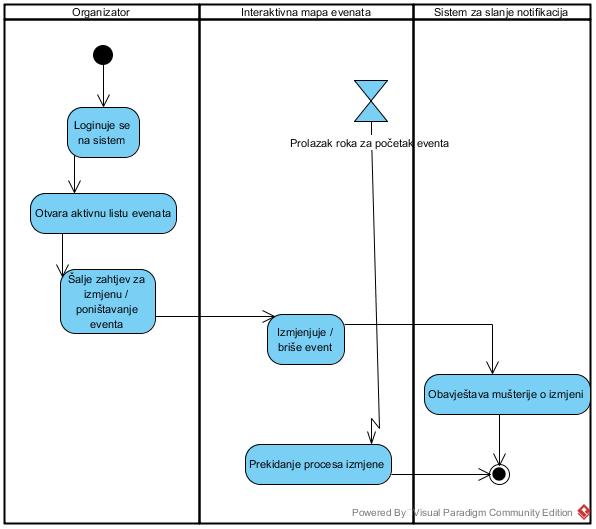 Organizator
Interaktivna mapa evenata
Sistem za slanje notifikacija
Loginuje se
na sistem
Prolazak roka za početak eventa
Otvara aktivnu listu evenata
Šalje zahtjev za
izmjenu /
poništavanje
eventa
Izmjenjuje /
briše event
Obavještava mušterije o izmjeni
Prekidanje procesa izmjene
Powered By Visual Paradigm Community Edition